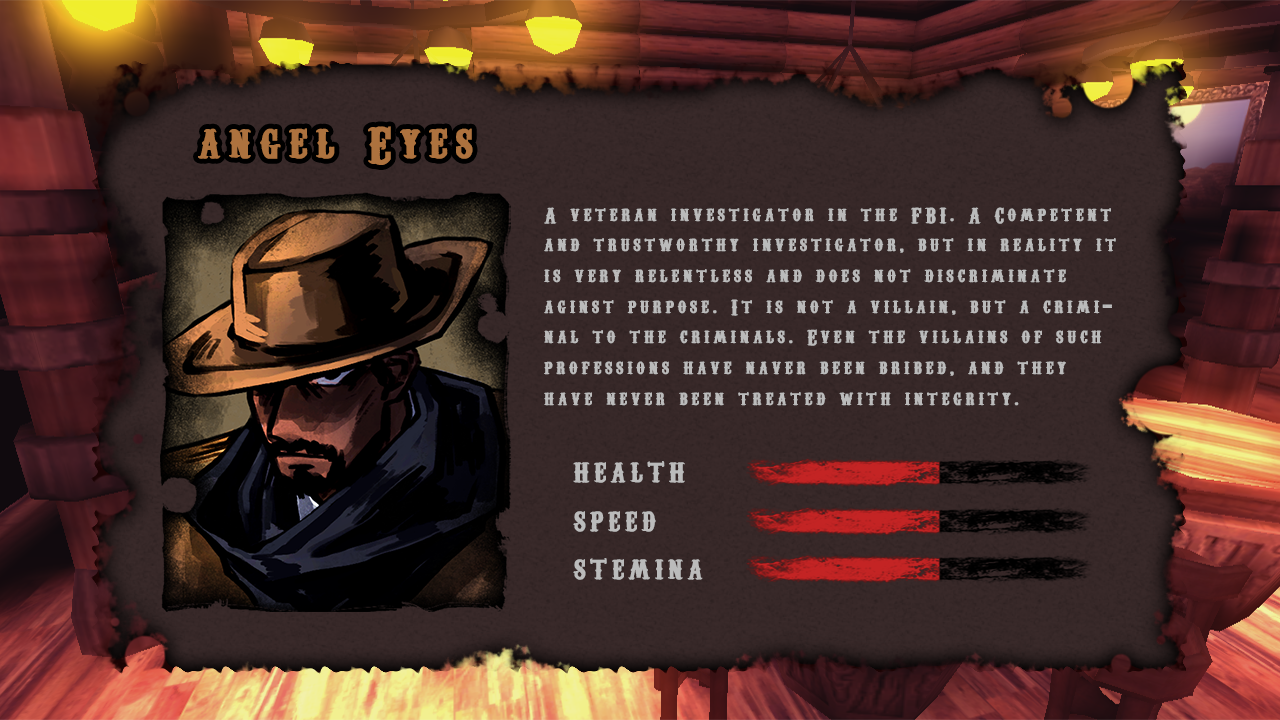 ANGEL EYES
A VETERAN INVESTIGATOR IN THE FBI. A COMPETENT
AND TRUSTWORTHY INVESTIGATOR, BUT IN REALITY IT
IS VERY RELENTLESS AND DOES NOT DISCRIMINATE
AGINST PURPOSE. IT IS NOT A VILLAIN, BUT A CRIMI-
NAL TO THE CRIMINALS. EVEN THE VILLAINS OF SUCH
PROFESSIONS HAVE NAVER BEEN BRIBED, AND THEY
HAVE NEVER BEEN TREATED WITH INTEGRITY.
HEALTH
SPEED
STEMINA